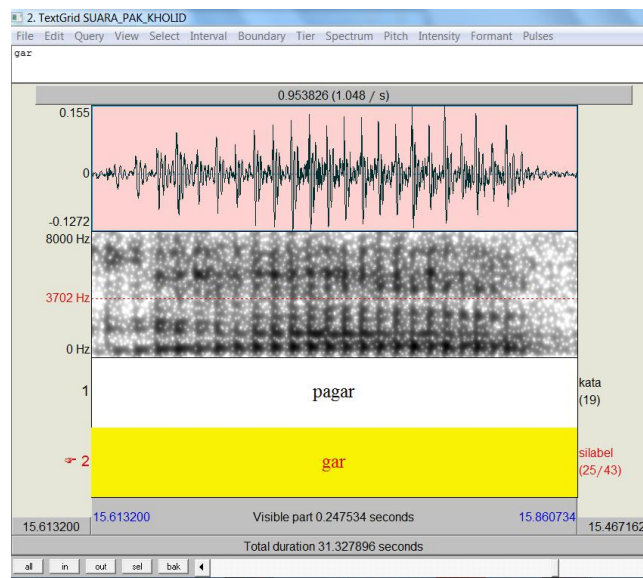 2. TextGrid SUARA_PAK_KHOLID
File Edit Query View Select Interval Boundary Tier Spectrum Pitch Intensity Formant Pulses
gar
0.953826 (1.048 / s)
0.155
0
-0.1272
8000 Hz
3702 Hz
0 Hz
1 pagar kata
(19)
☞ 2 gar silabel
(25/43)
15.613200 15.613200 Visible part 0.247534 seconds 15.860734 15.467162
Total duration 31.327896 seconds
all in out sel bak